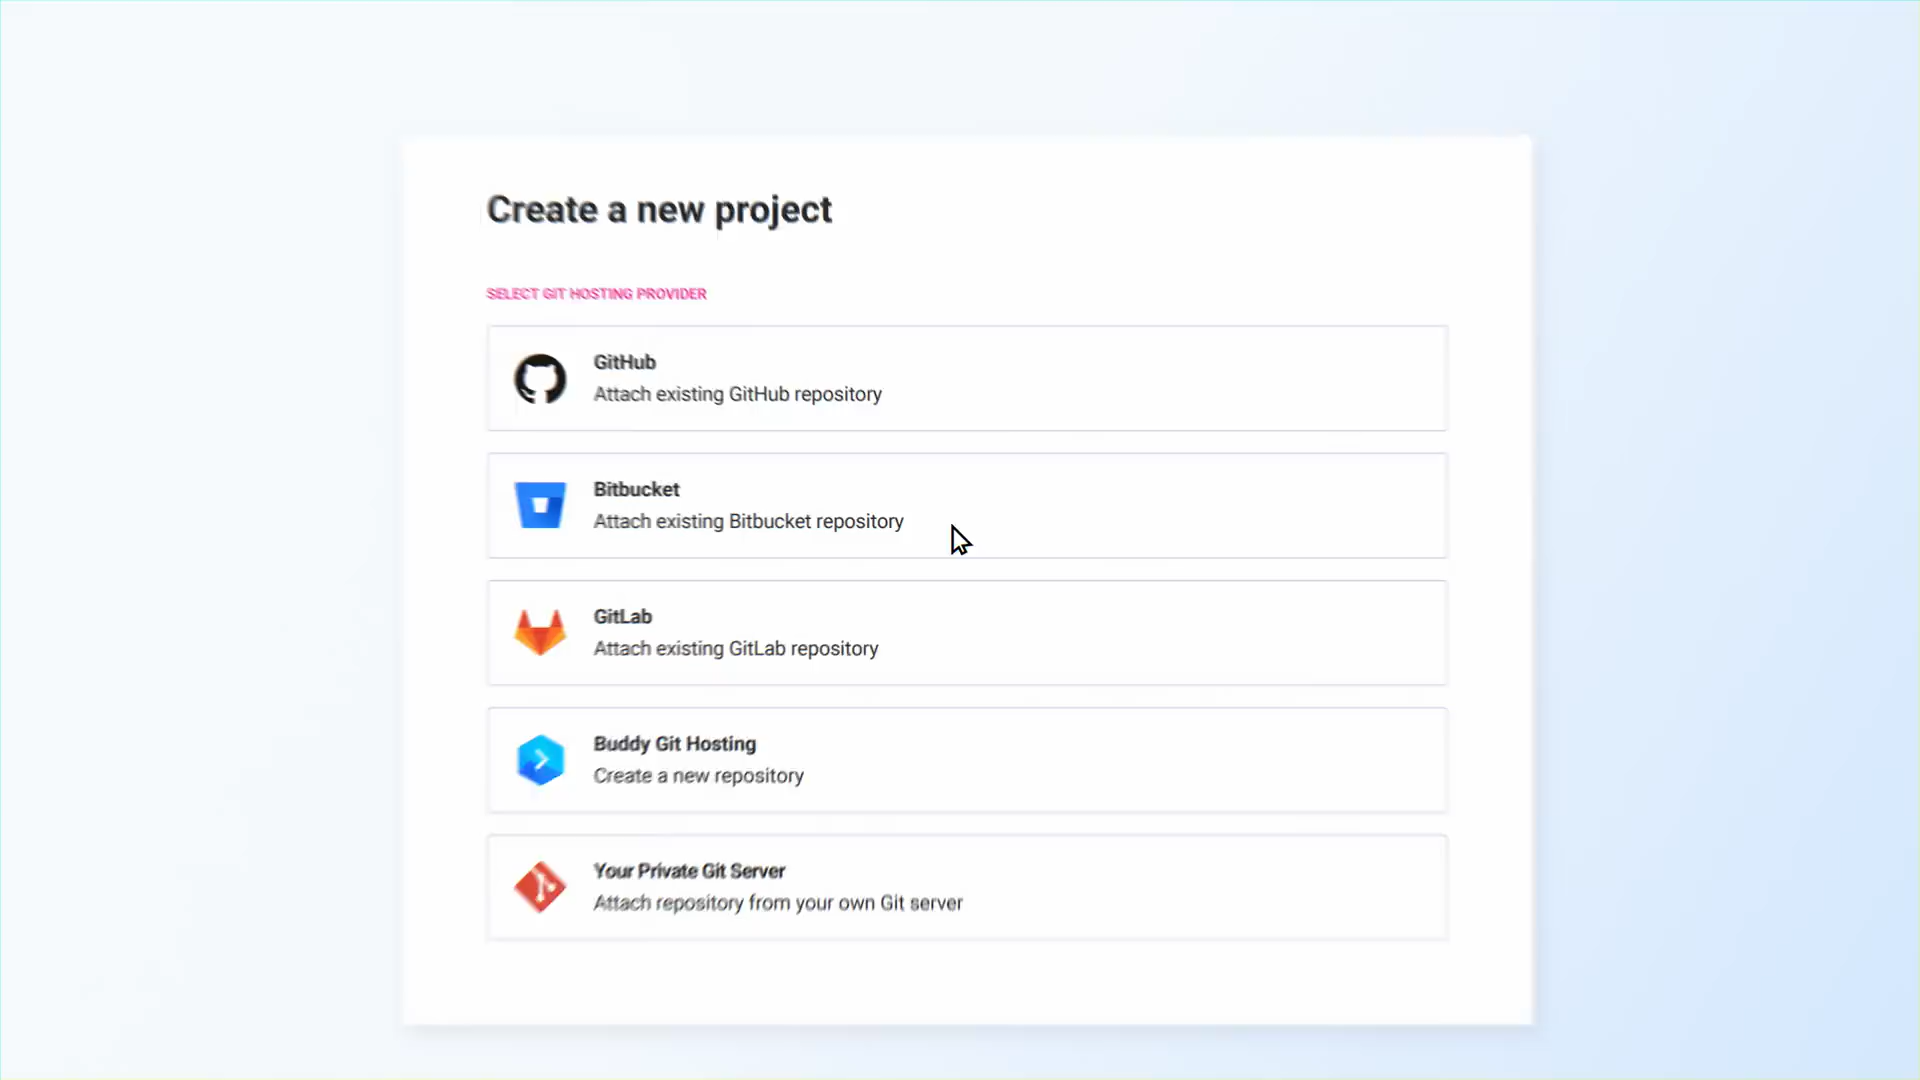 Create a new project
SELECT GIT HOSTING PROVIDER
GitHub
Attach existing GitHub repository
Bitbucket
Attach existing Bitbucket repository
GitLab
Attach existing GitLab repository
Buddy Git Hosting
Create a new repository
Your Private Git Server
Attach repository from your own Git server